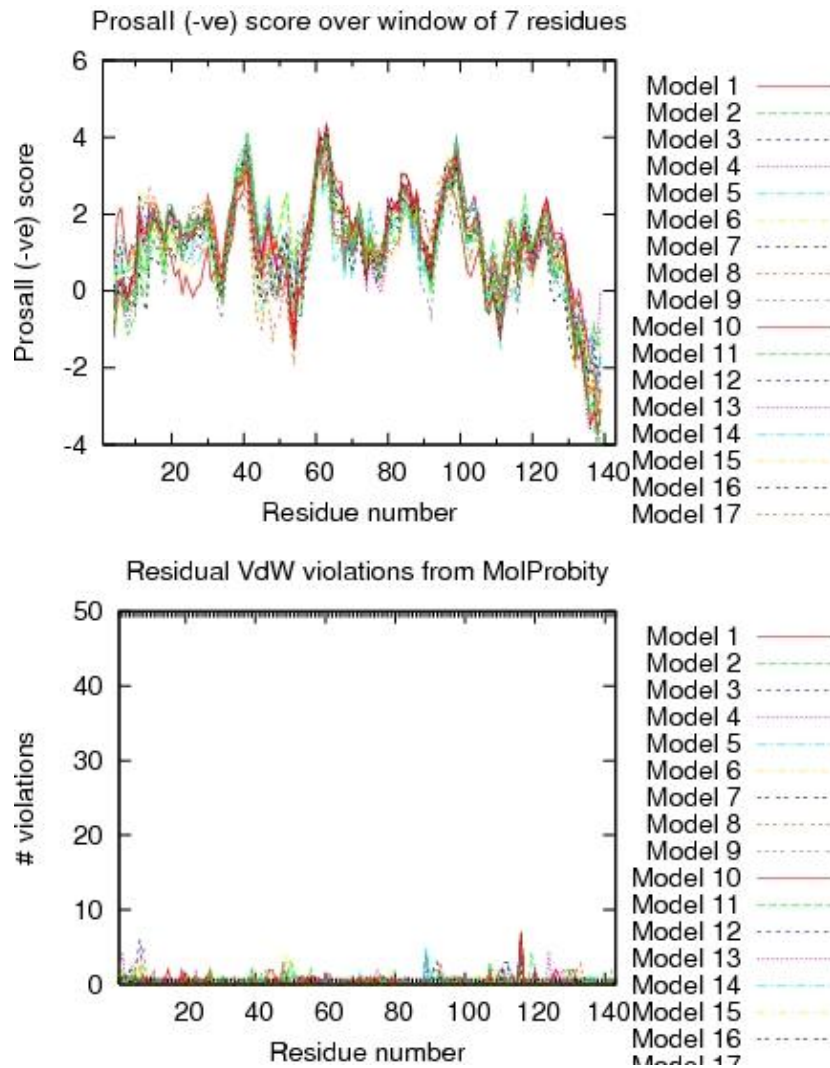 Prosall (-ve) score over window of 7 residues
6
4
2
0
-2
-4
Prosall (-ve) score
20 40 60 80 100 120 140
Residue number
Model 1
Model 2
Model 3
Model 4
Model 5
Model 6
Model 7
Model 8
Model 9
Model 10
Model 11
Model 12
Model 13
Model 14
Model 15
Model 16
Model 17
Residual VdW violations from MolProbity
50
40
30
20
10
0
# violations
20 40 60 80 100 120 140
Residue number
Model 1
Model 2
Model 3
Model 4
Model 5
Model 6
Model 7
Model 8
Model 9
Model 10
Model 11
Model 12
Model 13
Model 14
Model 15
Model 16
Model 17